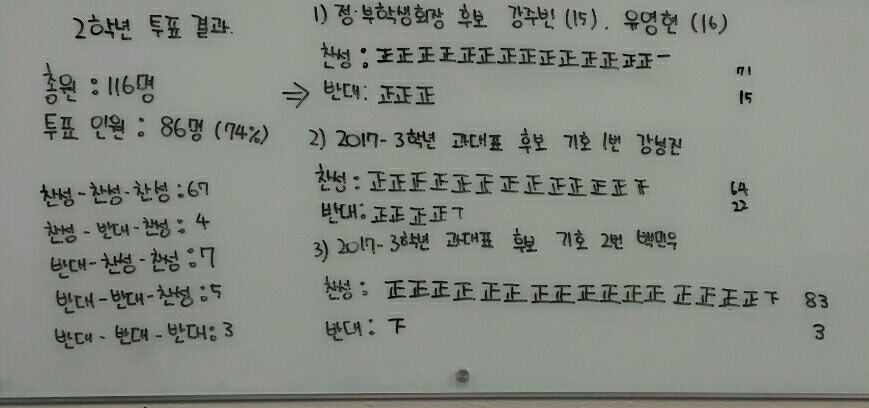 2학년 투표 결과.
총원 : 116명
투표 인원 : 86명 (74%)
찬성-찬성-찬성 : 67
찬성-반대-찬성 : 4
반대-찬성-찬성 : 7
반대-반대-찬성 : 5
반대-반대-반대 : 3
⇒
1) 정·부학생회장 후보 강주빈 (15). 유영현 (16)
찬성 : 正正正正正正正正正正正正正正一 71
반대 : 正正正 15
2) 2017-3학년 과대표 후보 기호 1번 강성진
찬성 : 正正正正正正正正正正正正下 64
반대 : 正正正正丅 22
3) 2017-3학년 과대표 후보 기호 2번 백민우
찬성 : 正正正正正正正正正正正正正正正正下 83
반대 : 下 3